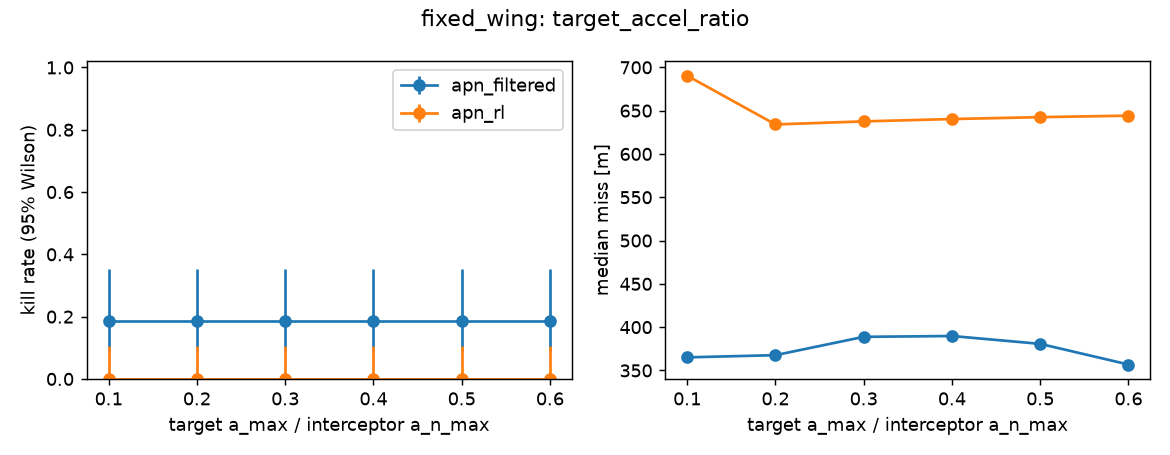 fixed_wing: target_accel_ratio
kill rate (95% Wilson)
1.0
0.8
0.6
0.4
0.2
0.0
apn_filtered
apn_rl
0.1 0.2 0.3 0.4 0.5 0.6
target a_max / interceptor a_n_max
median miss [m]
700
650
600
550
500
450
400
350
0.1 0.2 0.3 0.4 0.5 0.6
target a_max / interceptor a_n_max